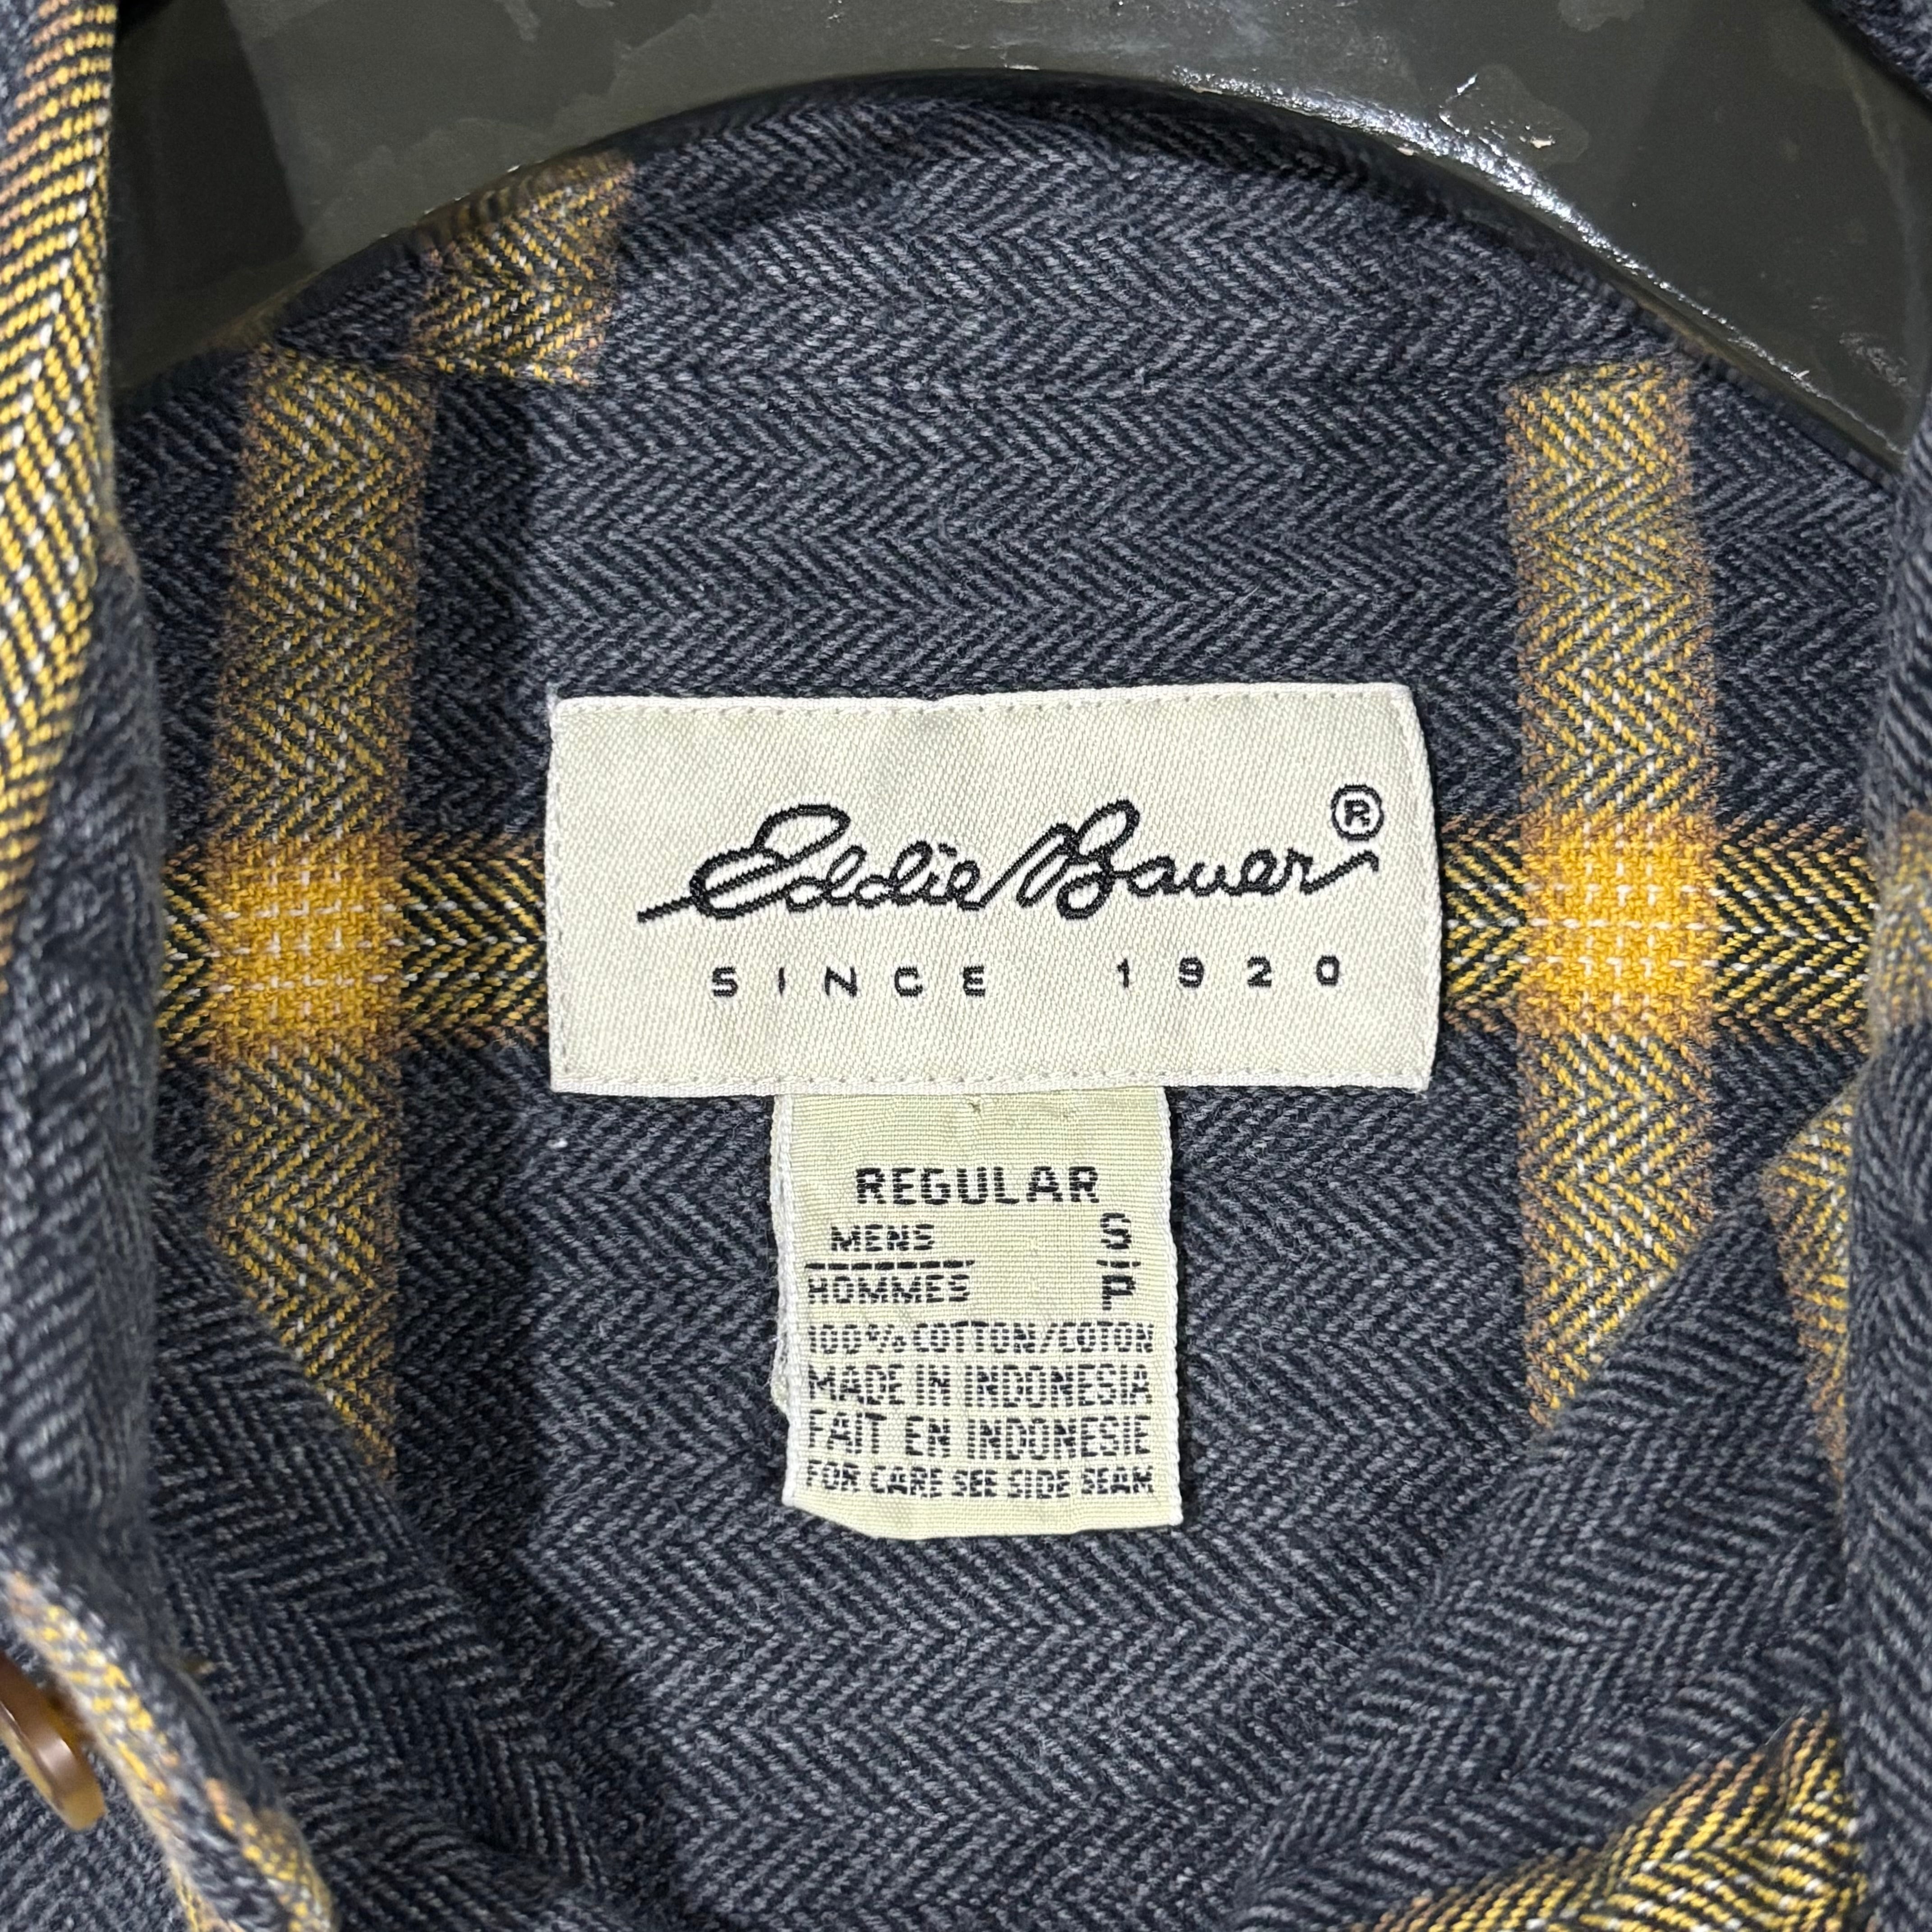 Eddie Bauer®
SINCE 1920
REGULAR
MENS S
HOMMES P
100% COTTON/COTON
MADE IN INDONESIA
FAIT EN INDONESIE
FOR CARE SEE SIDE SEAM